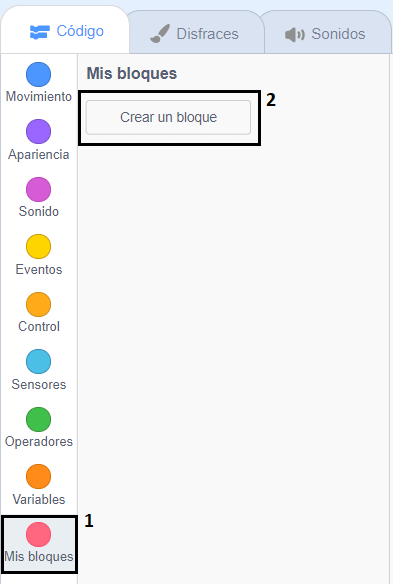 Código
Disfraces
Sonidos
Movimiento
Apariencia
Sonido
Eventos
Control
Sensores
Operadores
Variables
Mis bloques
1
Mis bloques
Crear un bloque
2